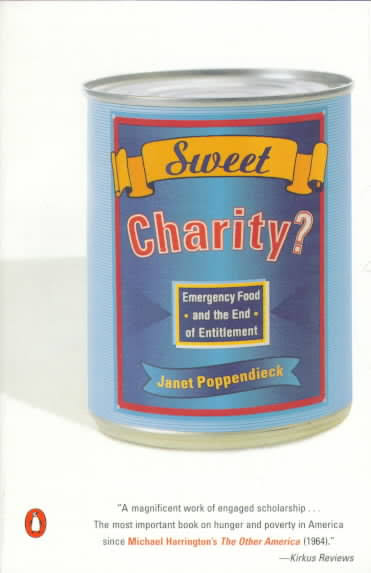 Sweet
Charity?
Emergency Food
• and the End •
of Entitlement
Janet Poppendieck
"A magnificent work of engaged scholarship . . .
The most important book on hunger and poverty in America
since Michael Harrington's The Other America (1964)."
—Kirkus Reviews